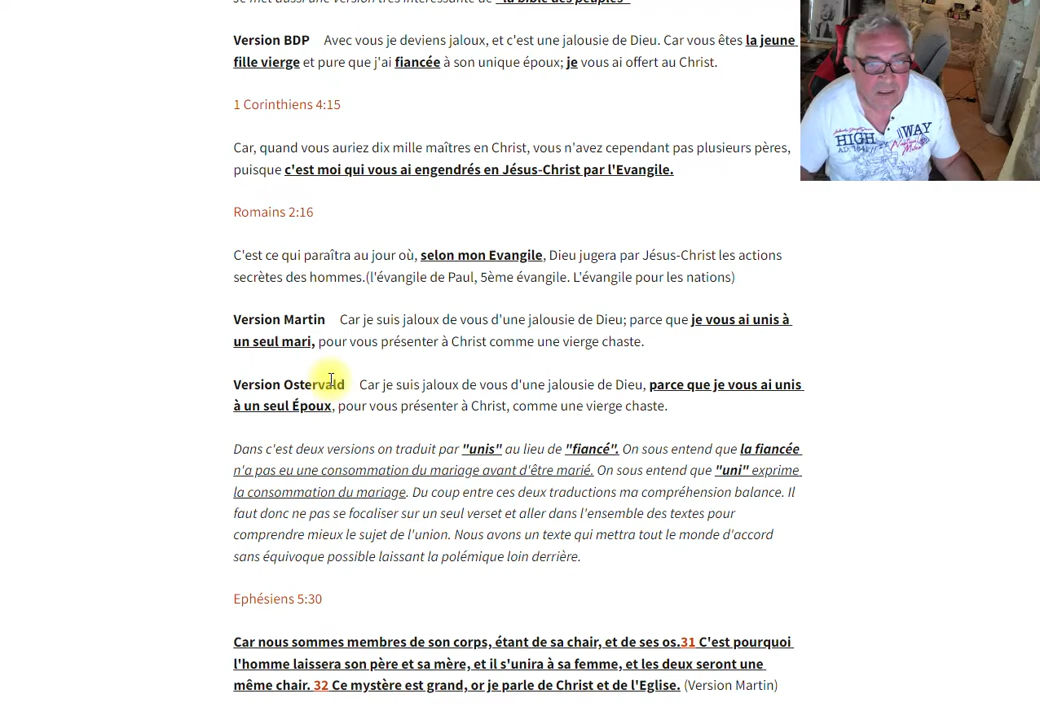 Je met aussi une version très intéressante de "la bible des peuples"
Version BDP Avec vous je deviens jaloux, et c'est une jalousie de Dieu. Car vous êtes la jeune
fille vierge et pure que j'ai fiancée à son unique époux; je vous ai offert au Christ.
1 Corinthiens 4:15
Car, quand vous auriez dix mille maîtres en Christ, vous n'avez cependant pas plusieurs pères,
puisque c'est moi qui vous ai engendrés en Jésus-Christ par l'Evangile.
Romains 2:16
C'est ce qui paraîtra au jour où, selon mon Evangile, Dieu jugera par Jésus-Christ les actions
secrètes des hommes.(l'évangile de Paul, 5ème évangile. L'évangile pour les nations)
Version Martin Car je suis jaloux de vous d'une jalousie de Dieu; parce que je vous ai unis à
un seul mari, pour vous présenter à Christ comme une vierge chaste.
Version Ostervald Car je suis jaloux de vous d'une jalousie de Dieu, parce que je vous ai unis
à un seul Époux, pour vous présenter à Christ, comme une vierge chaste.
Dans c'est deux versions on traduit par "unis" au lieu de "fiancé". On sous entend que la fiancée
n'a pas eu une consommation du mariage avant d'être marié. On sous entend que "uni" exprime
la consommation du mariage. Du coup entre ces deux traductions ma compréhension balance. Il
faut donc ne pas se focaliser sur un seul verset et aller dans l'ensemble des textes pour
comprendre mieux le sujet de l'union. Nous avons un texte qui mettra tout le monde d'accord
sans équivoque possible laissant la polémique loin derrière.
Ephésiens 5:30
Car nous sommes membres de son corps, étant de sa chair, et de ses os.31 C'est pourquoi
l'homme laissera son père et sa mère, et il s'unira à sa femme, et les deux seront une
même chair. 32 Ce mystère est grand, or je parle de Christ et de l'Eglise. (Version Martin)
HIGH WAY